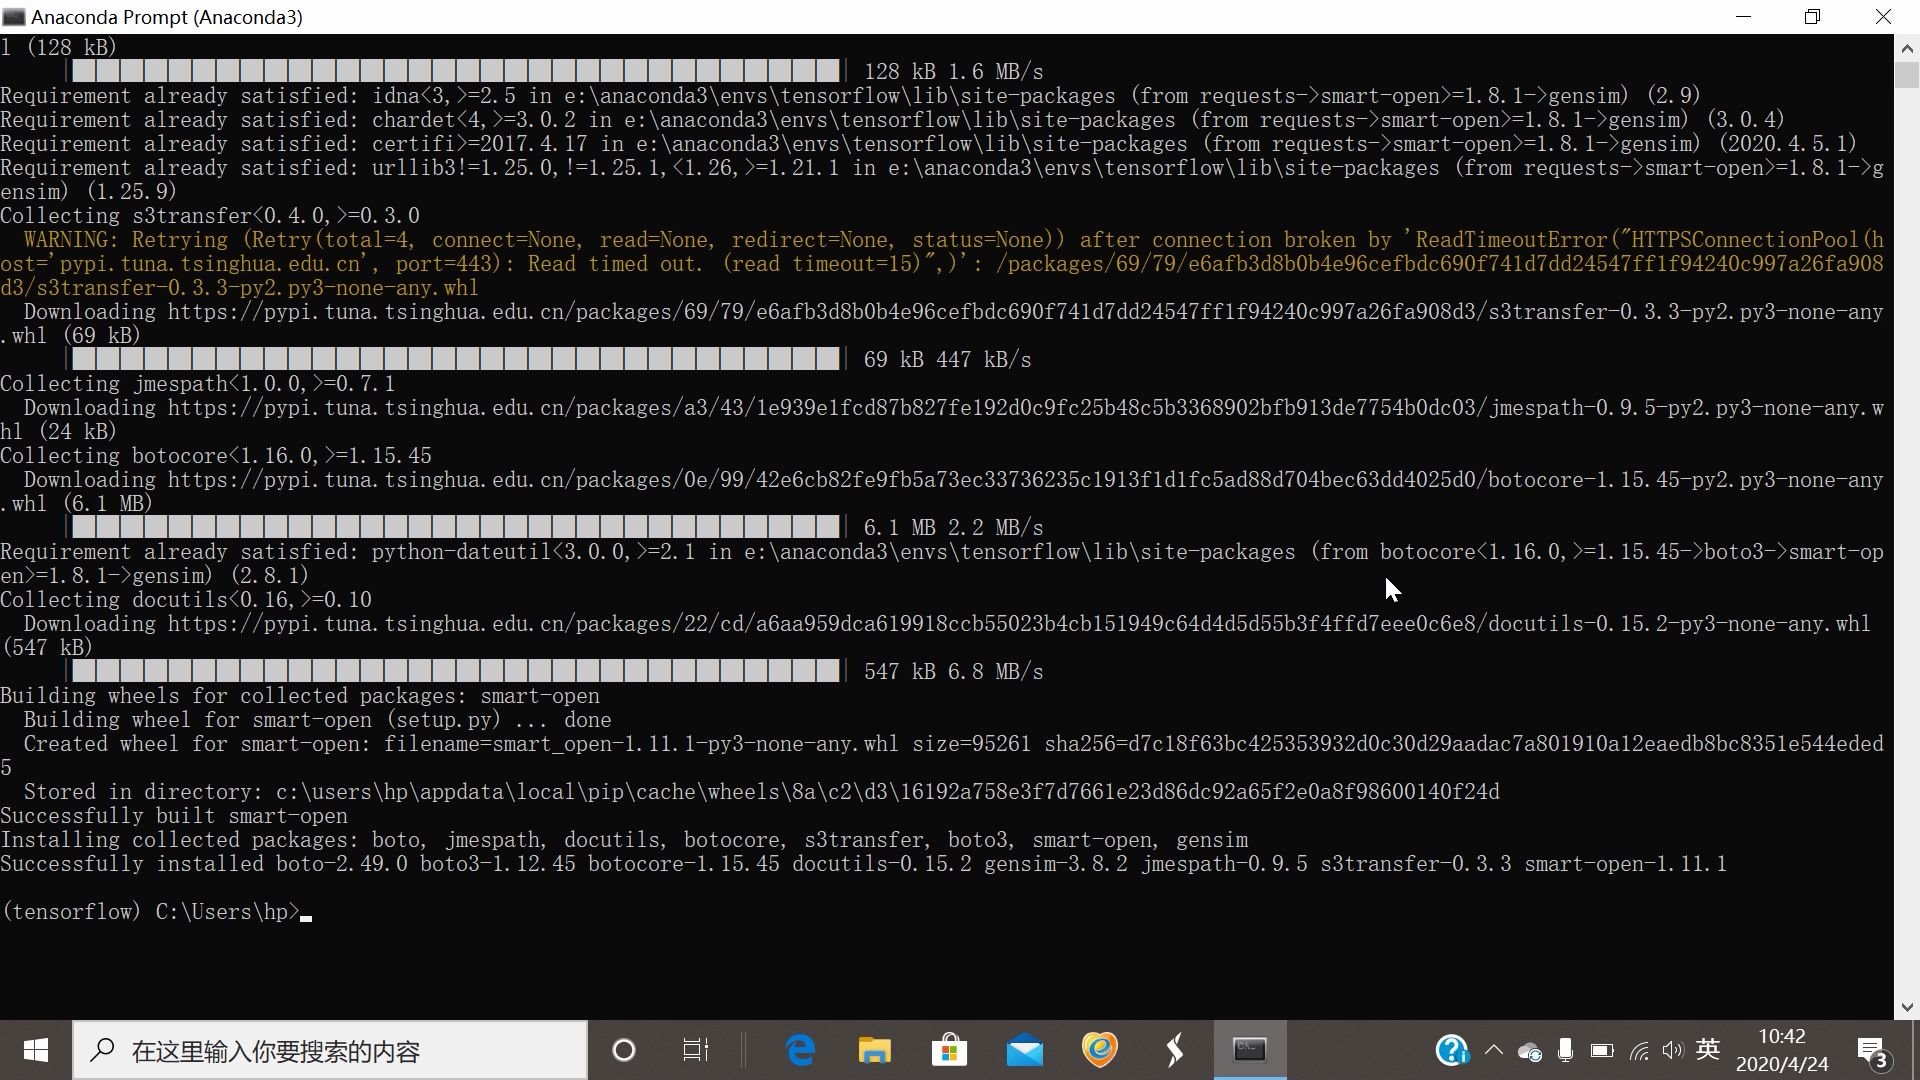 Anaconda Prompt (Anaconda3)
l (128 kB)
128 kB 1.6 MB/s
Requirement already satisfied: idna<3,>=2.5 in e:\anaconda3\envs\tensorflow\lib\site-packages (from requests->smart-open>=1.8.1->gensim) (2.9)
Requirement already satisfied: chardet<4,>=3.0.2 in e:\anaconda3\envs\tensorflow\lib\site-packages (from requests->smart-open>=1.8.1->gensim) (3.0.4)
Requirement already satisfied: certifi>=2017.4.17 in e:\anaconda3\envs\tensorflow\lib\site-packages (from requests->smart-open>=1.8.1->gensim) (2020.4.5.1)
Requirement already satisfied: urllib3!=1.25.0,!=1.25.1,<1.26,>=1.21.1 in e:\anaconda3\envs\tensorflow\lib\site-packages (from requests->smart-open>=1.8.1->g
ensim) (1.25.9)
Collecting s3transfer<0.4.0,>=0.3.0
WARNING: Retrying (Retry(total=4, connect=None, read=None, redirect=None, status=None)) after connection broken by 'ReadTimeoutError("HTTPSConnectionPool(h
ost='pypi.tuna.tsinghua.edu.cn', port=443): Read timed out. (read timeout=15)",)': /packages/69/79/e6afb3d8b0b4e96cefbdc690f741d7dd24547ff1f94240c997a26fa908
d3/s3transfer-0.3.3-py2.py3-none-any.whl
Downloading https://pypi.tuna.tsinghua.edu.cn/packages/69/79/e6afb3d8b0b4e96cefbdc690f741d7dd24547ff1f94240c997a26fa908d3/s3transfer-0.3.3-py2.py3-none-any
.whl (69 kB)
69 kB 447 kB/s
Collecting jmespath<1.0.0,>=0.7.1
Downloading https://pypi.tuna.tsinghua.edu.cn/packages/a3/43/1e939e1fcd87b827fe192d0c9fc25b48c5b3368902bfb913de7754b0dc03/jmespath-0.9.5-py2.py3-none-any.w
hl (24 kB)
Collecting botocore<1.16.0,>=1.15.45
Downloading https://pypi.tuna.tsinghua.edu.cn/packages/0e/99/42e6cb82fe9fb5a73ec33736235c1913f1d1fc5ad88d704bec63dd4025d0/botocore-1.15.45-py2.py3-none-any
.whl (6.1 MB)
6.1 MB 2.2 MB/s
Requirement already satisfied: python-dateutil<3.0.0,>=2.1 in e:\anaconda3\envs\tensorflow\lib\site-packages (from botocore<1.16.0,>=1.15.45->boto3->smart-op
en>=1.8.1->gensim) (2.8.1)
Collecting docutils<0.16,>=0.10
Downloading https://pypi.tuna.tsinghua.edu.cn/packages/22/cd/a6aa959dca619918ccb55023b4cb151949c64d4d5d55b3f4ffd7eee0c6e8/docutils-0.15.2-py3-none-any.whl
(547 kB)
547 kB 6.8 MB/s
Building wheels for collected packages: smart-open
Building wheel for smart-open (setup.py) ... done
Created wheel for smart-open: filename=smart_open-1.11.1-py3-none-any.whl size=95261 sha256=d7c18f63bc425353932d0c30d29aadac7a801910a12eaedb8bc8351e544eded
5
Stored in directory: c:\users\hp\appdata\local\pip\cache\wheels\8a\c2\d3\16192a758e3f7d7661e23d86dc92a65f2e0a8f98600140f24d
Successfully built smart-open
Installing collected packages: boto, jmespath, docutils, botocore, s3transfer, boto3, smart-open, gensim
Successfully installed boto-2.49.0 boto3-1.12.45 botocore-1.15.45 docutils-0.15.2 gensim-3.8.2 jmespath-0.9.5 s3transfer-0.3.3 smart-open-1.11.1
(tensorflow) C:\Users\hp>
在这里输入你要搜索的内容
英
10:42
2020/4/24
3